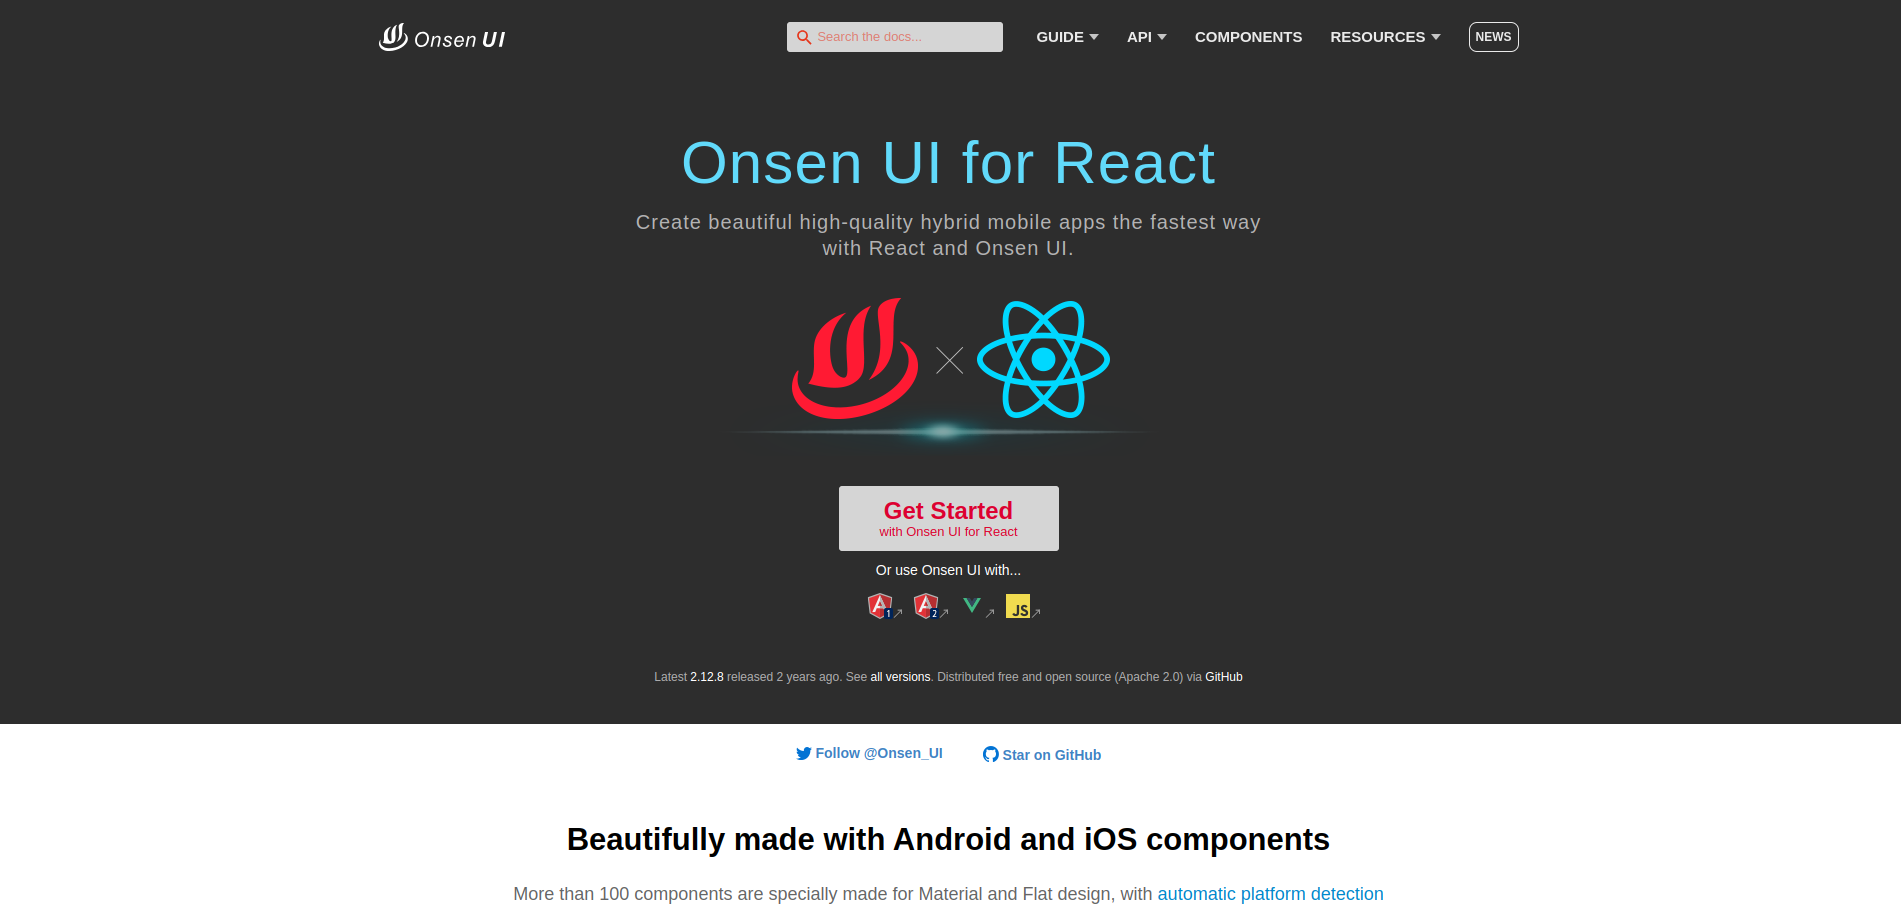 Onsen UI
Search the docs...
GUIDE
API
COMPONENTS
RESOURCES
NEWS
Onsen UI for React
Create beautiful high-quality hybrid mobile apps the fastest way
with React and Onsen UI.
Get Started
with Onsen UI for React
Or use Onsen UI with...
A 1
A 2
JS
Latest 2.12.8 released 2 years ago. See all versions. Distributed free and open source (Apache 2.0) via GitHub
Follow @Onsen_UI
Star on GitHub
Beautifully made with Android and iOS components
More than 100 components are specially made for Material and Flat design, with automatic platform detection